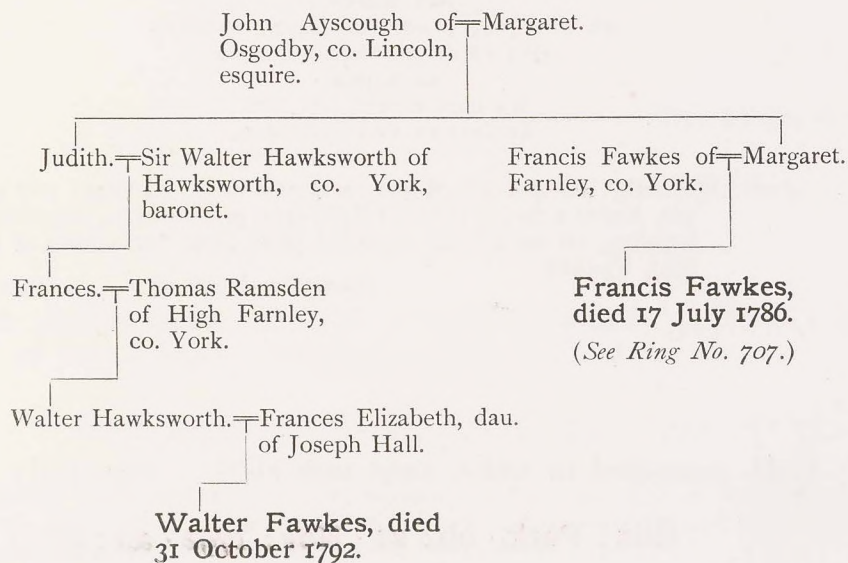 John Ayscough of Margaret.
Osgodby, co. Lincoln,
esquire.
Judith. Sir Walter Hawksworth of
Hawksworth, co. York,
baronet.
Francis Fawkes of Margaret.
Farnley, co. York.
Frances. Thomas Ramsden
of High Farnley,
co. York.
Francis Fawkes,
died 17 July 1786.
(See Ring No. 707.)
Walter Hawksworth. Frances Elizabeth, dau.
of Joseph Hall.
Walter Fawkes, died
31 October 1792.